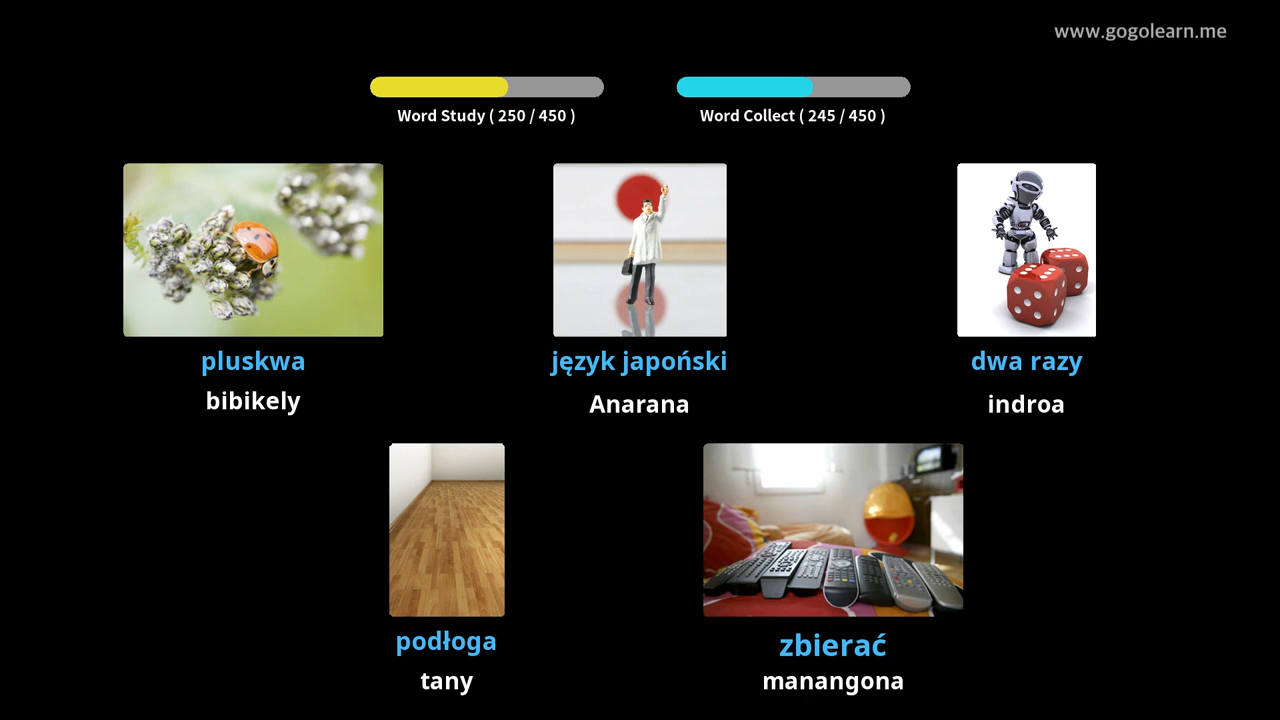 www.gogolearn.me
Word Study ( 250 / 450 )
Word Collect ( 245 / 450 )
pluskwa
bibikely
język japoński
Anarana
dwa razy
indroa
podłoga
tany
zbierać
manangona